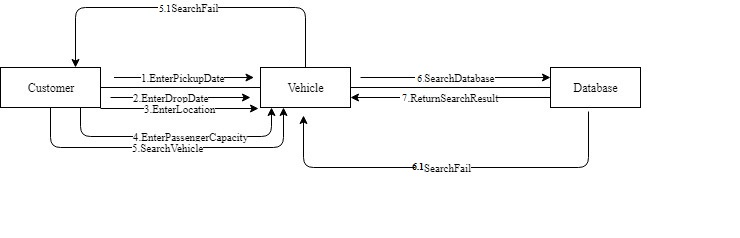 5.1SearchFail
1.EnterPickupDate
6.SearchDatabase
Customer
Vehicle
Database
2.EnterDropDate
7.ReturnSearchResult
3.EnterLocation
4.EnterPassengerCapacity
5.SearchVehicle
6.1SearchFail